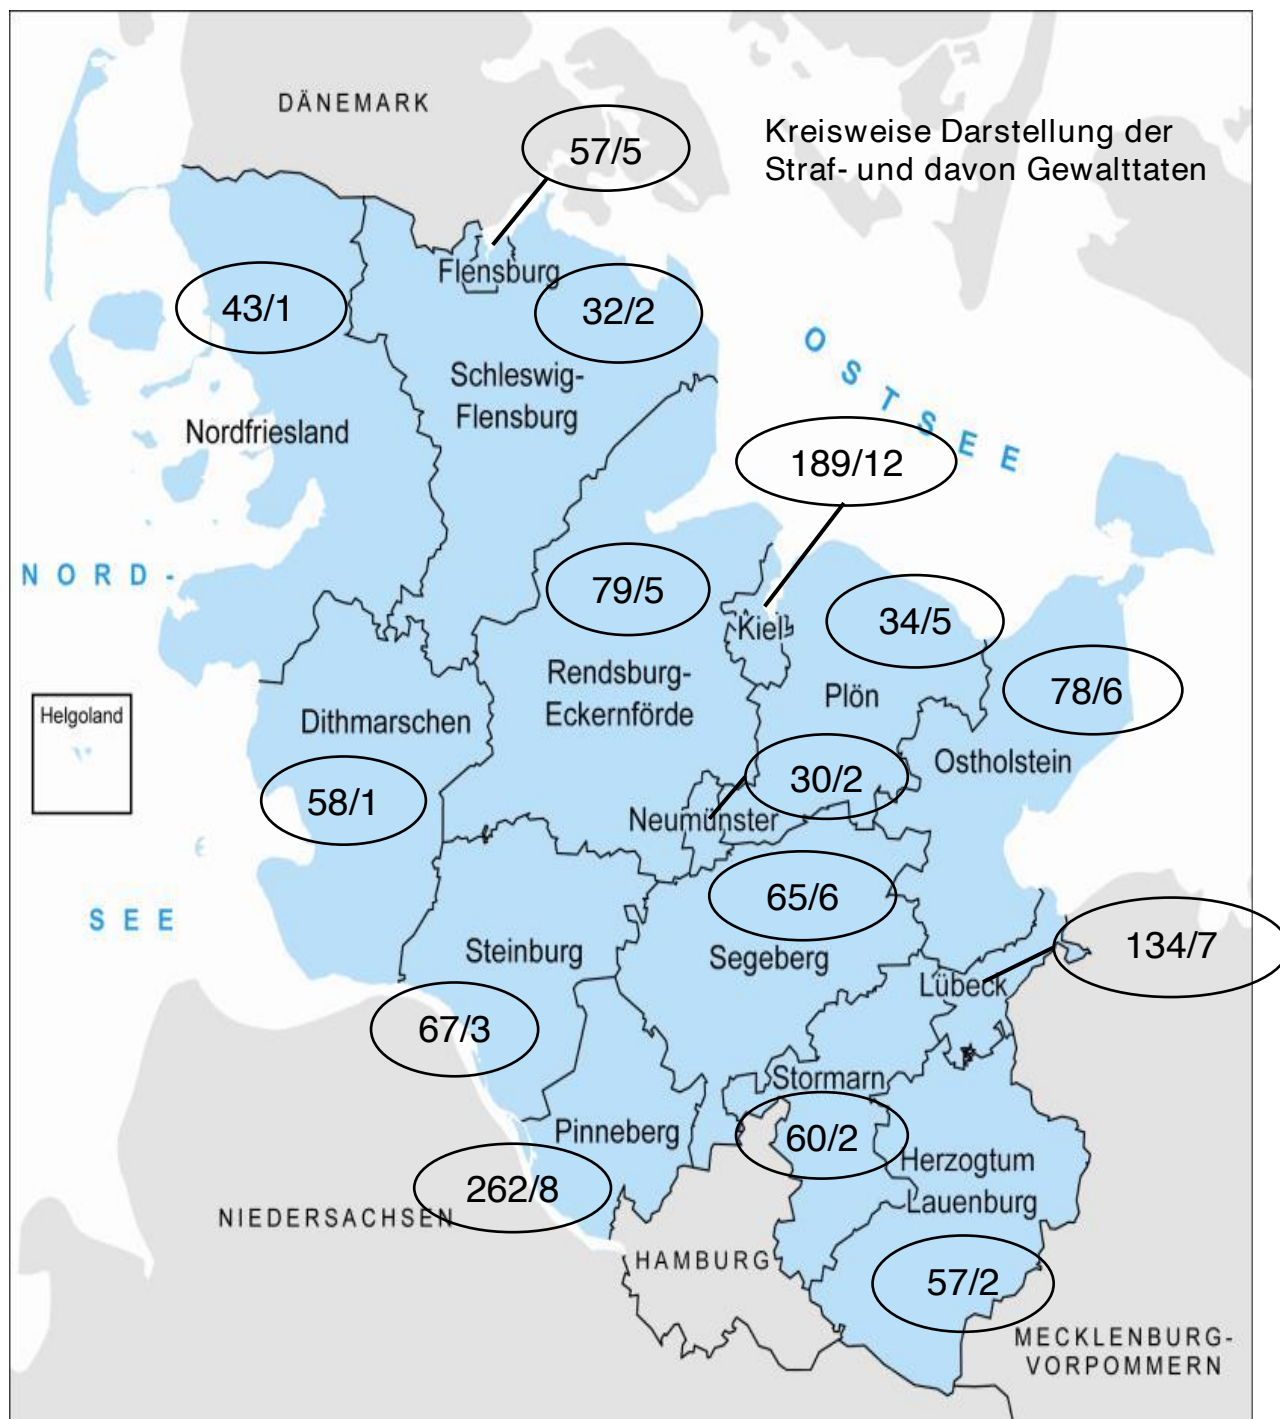 DÄNEMARK
57/5
Kreisweise Darstellung der
Straf- und davon Gewalttaten
Flensburg
43/1
32/2
OSTSEE
Schleswig-
Flensburg
Nordfriesland
189/12
NORD-
79/5
Kiel
34/5
Rendsburg-
Eckernförde
Plön
78/6
Helgoland
Dithmarschen
Ostholstein
58/1
30/2
Neumünster
65/6
SEE
Steinburg
Segeberg
134/7
Lübeck
67/3
Stormarn
Pinneberg
60/2
Herzogtum
Lauenburg
262/8
NIEDERSACHSEN
HAMBURG
57/2
MECKLENBURG-
VORPOMMERN